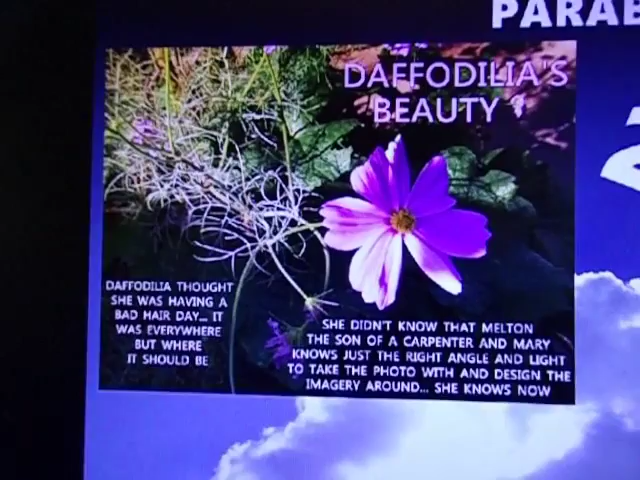 PARAB
DAFFODILIA'S
BEAUTY
DAFFODILIA THOUGHT
SHE WAS HAVING A
BAD HAIR DAY... IT
WAS EVERYWHERE
BUT WHERE
IT SHOULD BE
SHE DIDN'T KNOW THAT MELTON
THE SON OF A CARPENTER AND MARY
KNOWS JUST THE RIGHT ANGLE AND LIGHT
TO TAKE THE PHOTO WITH AND DESIGN THE
IMAGERY AROUND... SHE KNOWS NOW